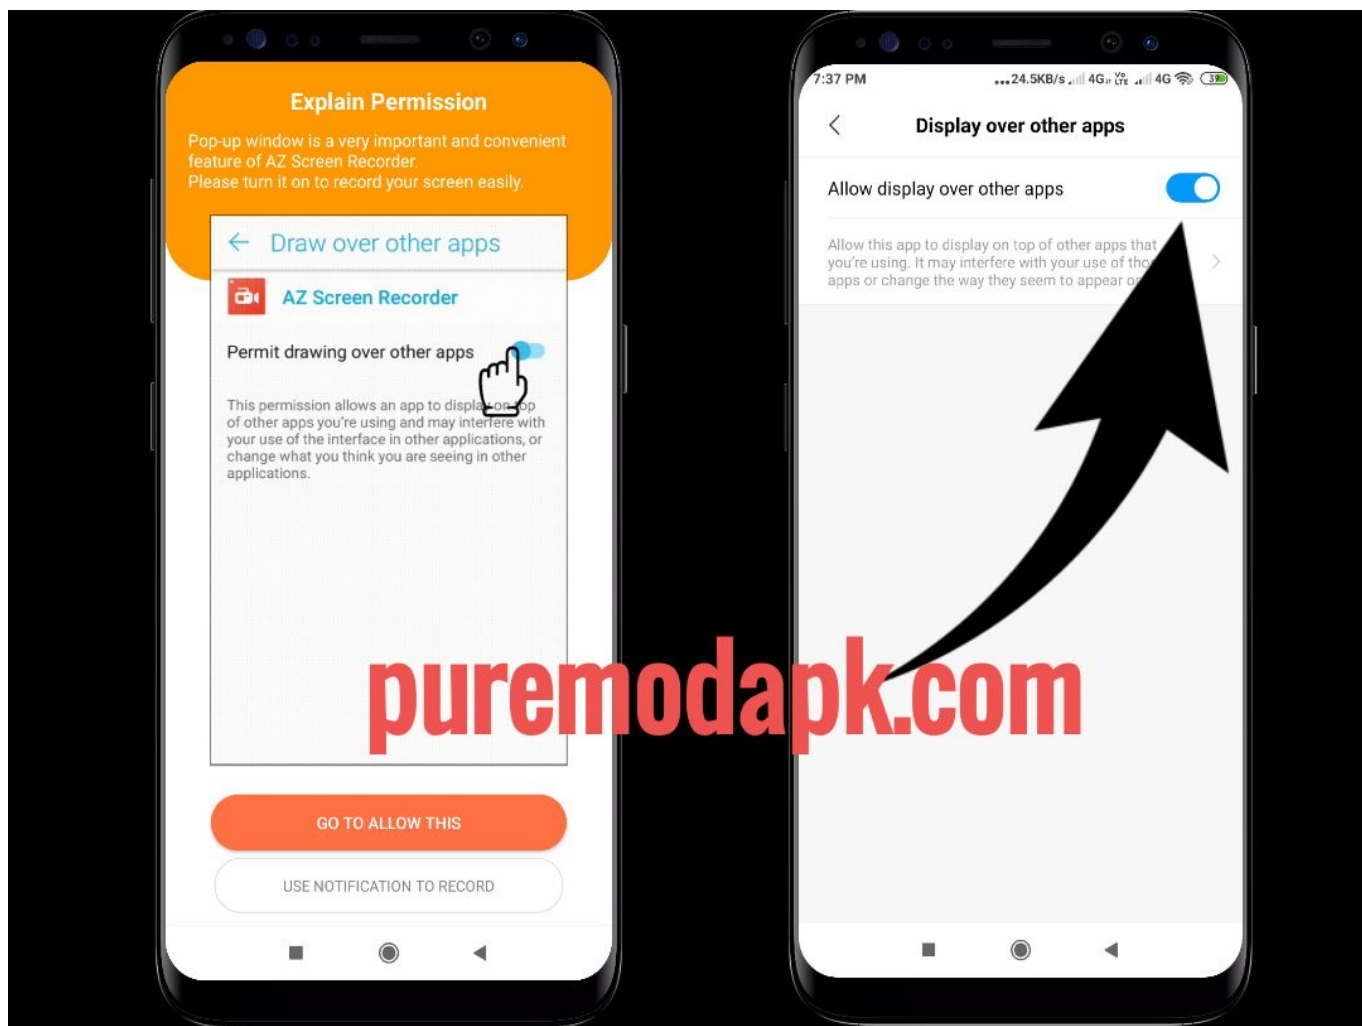 Explain Permission
Pop-up window is a very important and convenient
feature of AZ Screen Recorder.
Please turn it on to record your screen easily.
Draw over other apps
AZ Screen Recorder
Permit drawing over other apps
This permission allows an app to display on top
of other apps you're using and may interfere with
your use of the interface in other applications, or
change what you think you are seeing in other
applications.
GO TO ALLOW THIS
USE NOTIFICATION TO RECORD
7:37 PM
...24.5KB/s 4G Vo LTE 4G 39
Display over other apps
Allow display over other apps
Allow this app to display on top of other apps that
you're using. It may interfere with your use of
apps or change the way they seem to appear
puremodapk.com